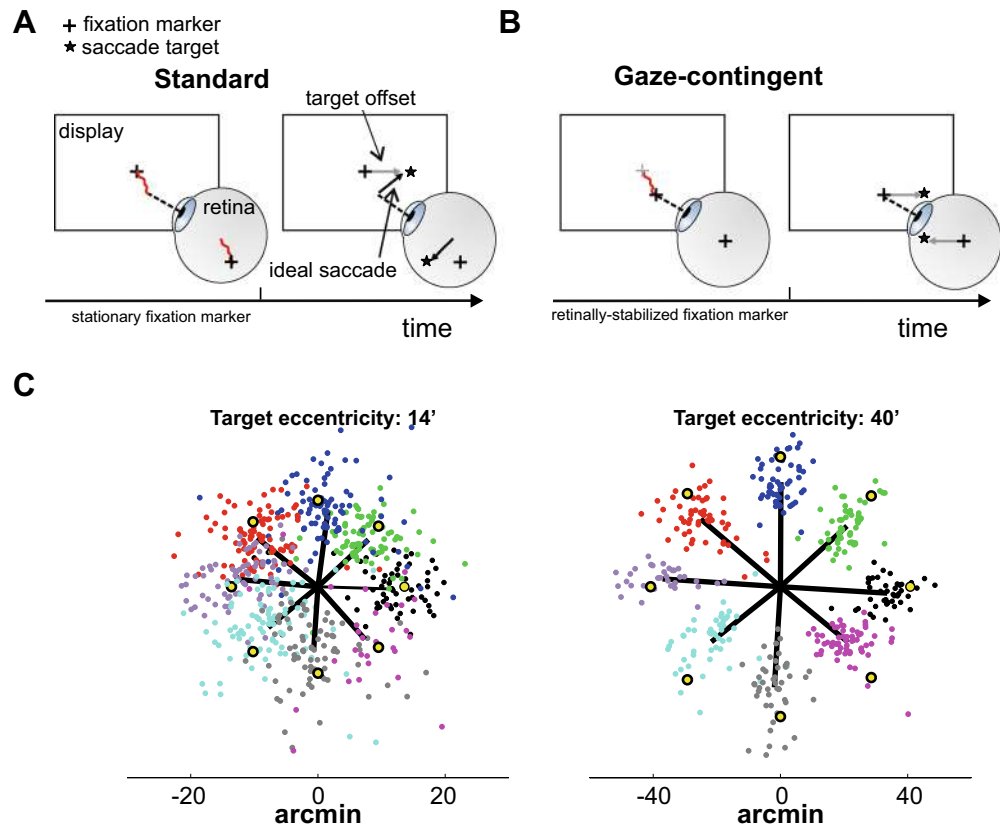 A
+ fixation marker
★ saccade target
Standard
target offset
display
retina
ideal saccade
stationary fixation marker
time
B
Gaze-contingent
retinally-stabilized fixation marker
time
C
Target eccentricity: 14’
-20 0 20
arcmin
Target eccentricity: 40’
-40 0 40
arcmin